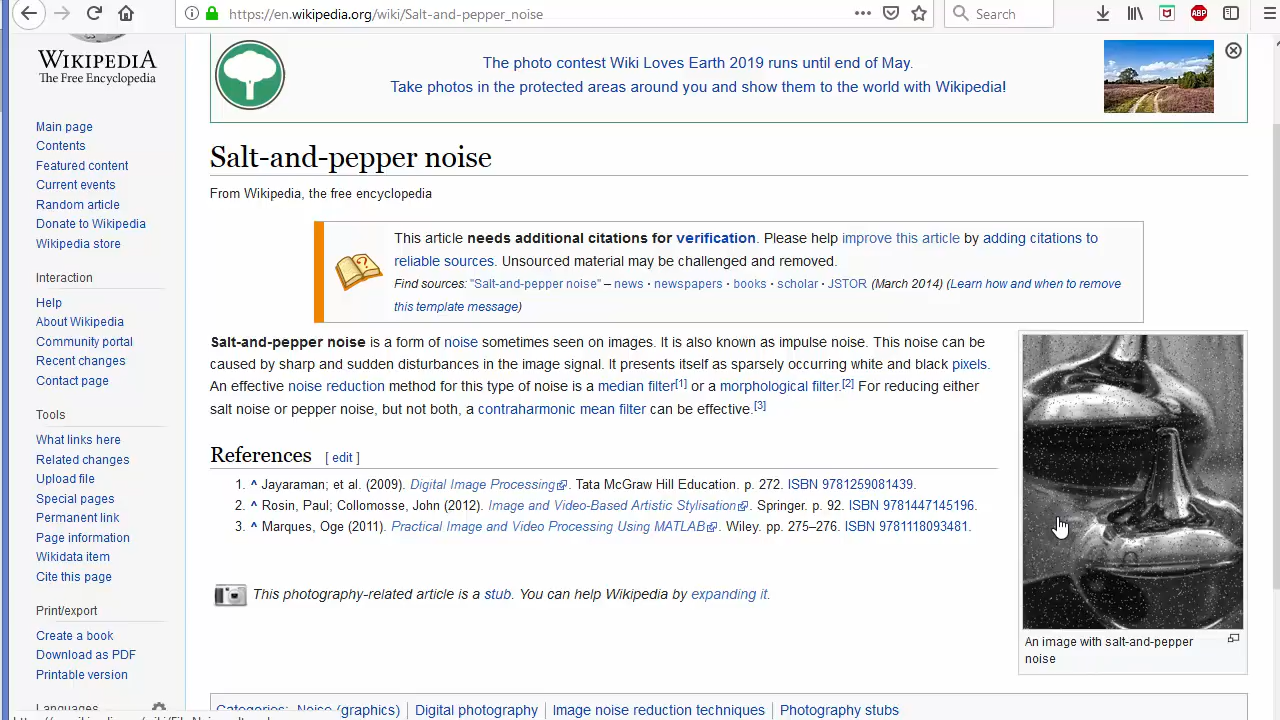 https://en.wikipedia.org/wiki/Salt-and-pepper_noise
Search
ABP
WIKIPEDIA
The Free Encyclopedia
Main page
Contents
Featured content
Current events
Random article
Donate to Wikipedia
Wikipedia store
Interaction
Help
About Wikipedia
Community portal
Recent changes
Contact page
Tools
What links here
Related changes
Upload file
Special pages
Permanent link
Page information
Wikidata item
Cite this page
Print/export
Create a book
Download as PDF
Printable version
Languages
The photo contest Wiki Loves Earth 2019 runs until end of May.
Take photos in the protected areas around you and show them to the world with Wikipedia!
Salt-and-pepper noise
From Wikipedia, the free encyclopedia
This article needs additional citations for verification. Please help improve this article by adding citations to
reliable sources. Unsourced material may be challenged and removed.
Find sources: "Salt-and-pepper noise" – news · newspapers · books · scholar · JSTOR (March 2014) (Learn how and when to remove
this template message)
Salt-and-pepper noise is a form of noise sometimes seen on images. It is also known as impulse noise. This noise can be
caused by sharp and sudden disturbances in the image signal. It presents itself as sparsely occurring white and black pixels.
An effective noise reduction method for this type of noise is a median filter[1] or a morphological filter.[2] For reducing either
salt noise or pepper noise, but not both, a contraharmonic mean filter can be effective.[3]
An image with salt-and-pepper
noise
References [ edit ]
1. ^ Jayaraman; et al. (2009). Digital Image Processing. Tata McGraw Hill Education. p. 272. ISBN 9781259081439.
2. ^ Rosin, Paul; Collomosse, John (2012). Image and Video-Based Artistic Stylisation. Springer. p. 92. ISBN 9781447145196.
3. ^ Marques, Oge (2011). Practical Image and Video Processing Using MATLAB. Wiley. pp. 275–276. ISBN 9781118093481.
This photography-related article is a stub. You can help Wikipedia by expanding it.
Categories: Noise (graphics) | Digital photography | Image noise reduction techniques | Photography stubs